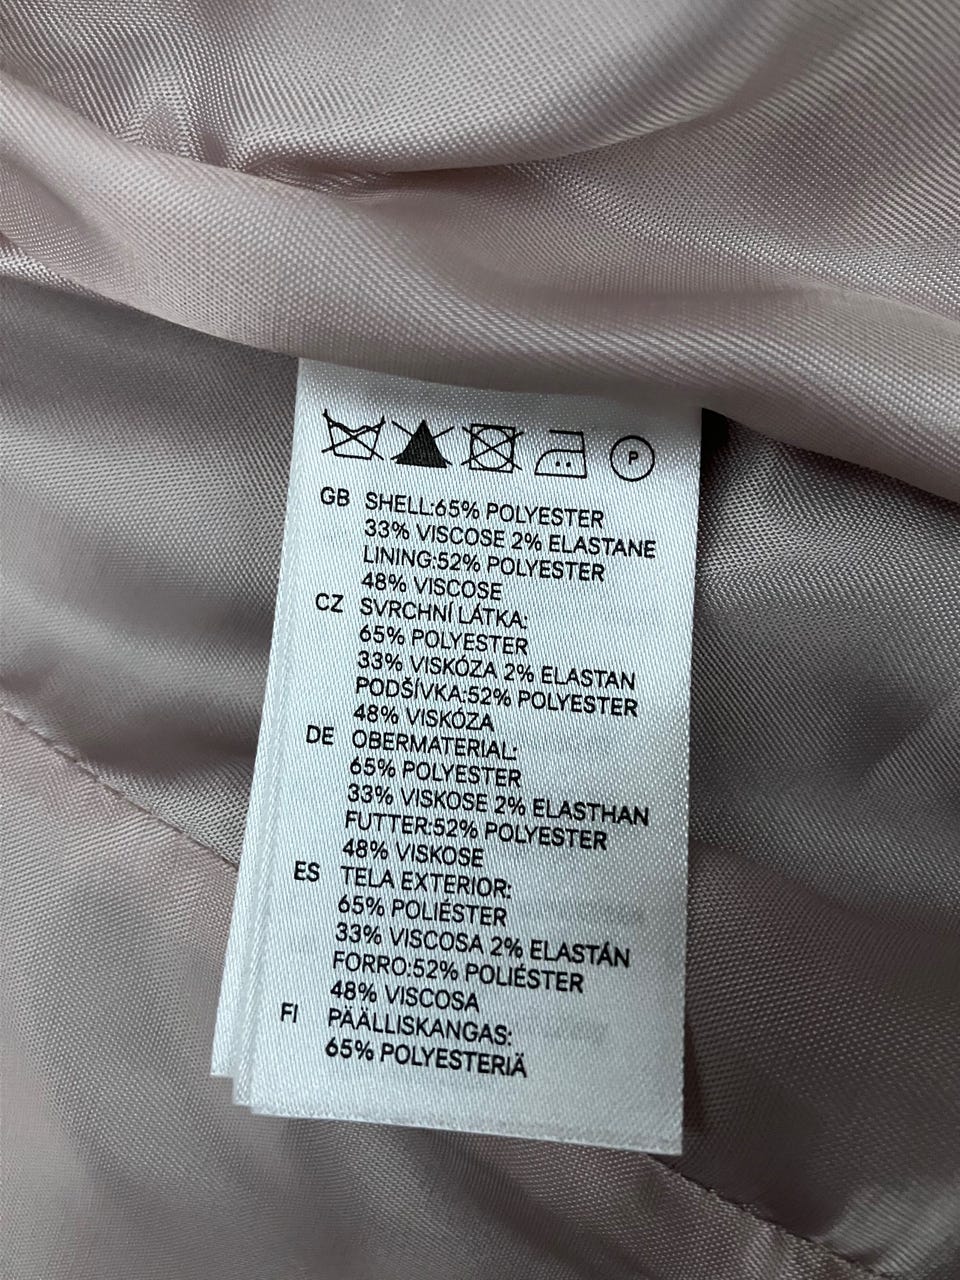 P
GB SHELL:65% POLYESTER
33% VISCOSE 2% ELASTANE
LINING:52% POLYESTER
48% VISCOSE
CZ SVRCHNÍ LÁTKA:
65% POLYESTER
33% VISKÓZA 2% ELASTAN
PODŠÍVKA:52% POLYESTER
48% VISKÓZA
DE OBERMATERIAL:
65% POLYESTER
33% VISKOSE 2% ELASTHAN
FUTTER:52% POLYESTER
48% VISKOSE
ES TELA EXTERIOR:
65% POLIÉSTER
33% VISCOSA 2% ELASTÁN
FORRO:52% POLIÉSTER
48% VISCOSA
FI PÄÄLLISKANGAS:
65% POLYESTERIÄ